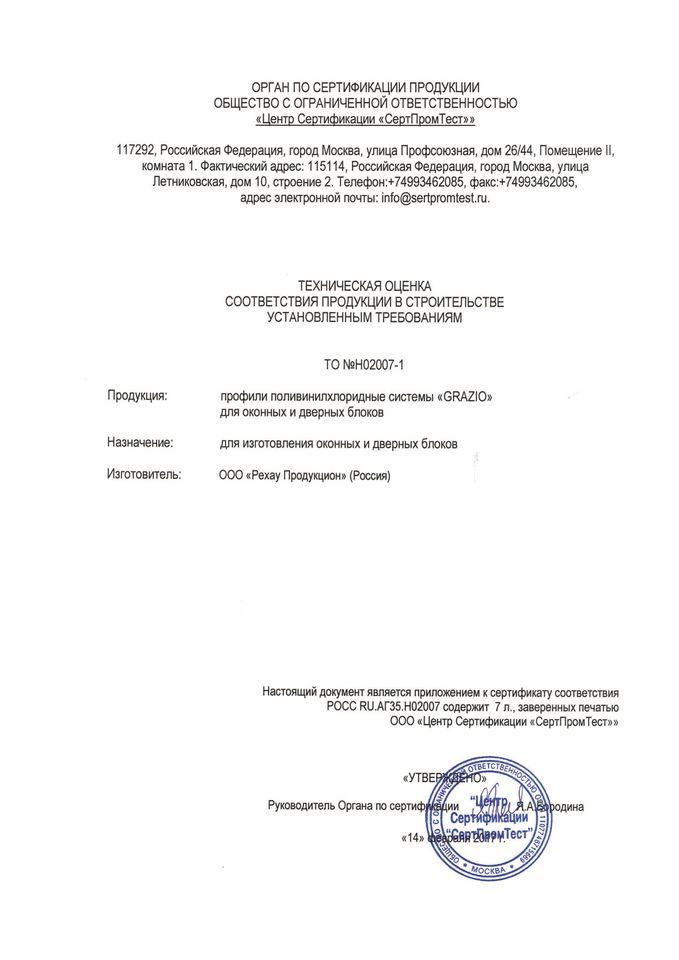 ОРГАН ПО СЕРТИФИКАЦИИ ПРОДУКЦИИ
ОБЩЕСТВО С ОГРАНИЧЕННОЙ ОТВЕТСТВЕННОСТЬЮ
«Центр Сертификации «СертПромТест»»
117292, Российская Федерация, город Москва, улица Профсоюзная, дом 26/44, Помещение II,
комната 1. Фактический адрес: 115114, Российская Федерация, город Москва, улица
Летниковская, дом 10, строение 2. Телефон:+74993462085, факс:+74993462085,
адрес электронной почты: info@sertpromtest.ru.
ТЕХНИЧЕСКАЯ ОЦЕНКА
СООТВЕТСТВИЯ ПРОДУКЦИИ В СТРОИТЕЛЬСТВЕ
УСТАНОВЛЕННЫМ ТРЕБОВАНИЯМ
ТО №Н02007-1
Продукция: профили поливинилхлоридные системы «GRAZIO»
для оконных и дверных блоков
Назначение: для изготовления оконных и дверных блоков
Изготовитель: ООО «Рехау Продукцион» (Россия)
Настоящий документ является приложением к сертификату соответствия
РОСС RU.АГ35.Н02007 содержит 7 л., заверенных печатью
ООО «Центр Сертификации «СертПромТест»»
«УТВЕРЖДЕНО»
Руководитель Органа по сертификации Я.А.Бородина
«14» февраля 2017 г.
ОБЩЕСТВО С ОГРАНИЧЕННОЙ ОТВЕТСТВЕННОСТЬЮ
"Центр
Сертификации
"СертПромТест"
* МОСКВА *